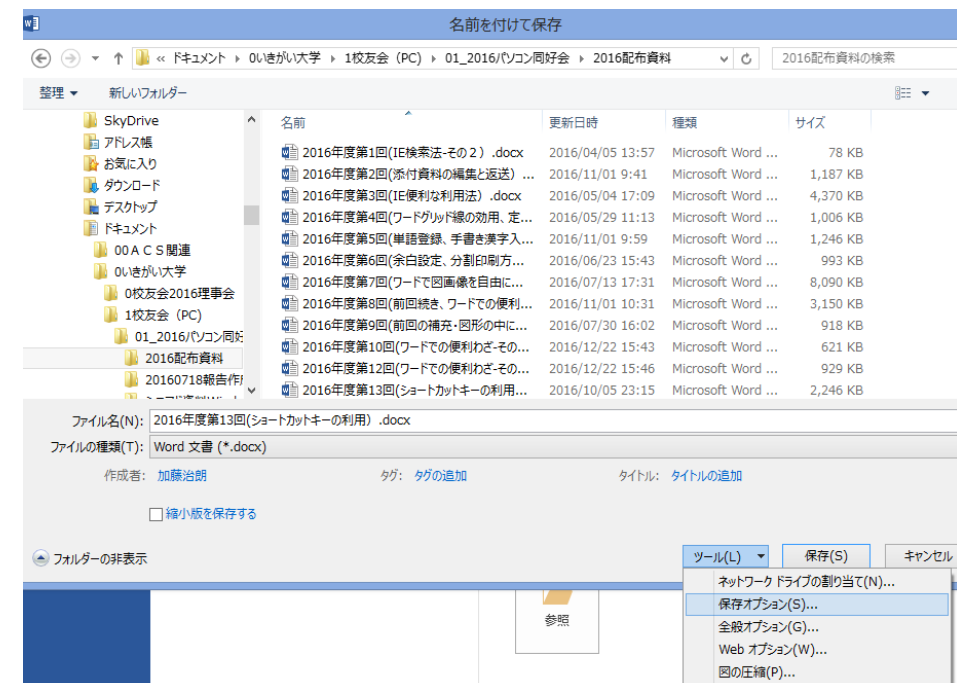 名前を付けて保存
« ドキュメント ▸ 0いきがい大学 ▸ 1校友会（PC） ▸ 01_2016パソコン同好会 ▸ 2016配布資料
2016配布資料の検索
整理 ▼ 新しいフォルダー
名前 更新日時 種類 サイズ
SkyDrive
アドレス帳
お気に入り
ダウンロード
デスクトップ
ドキュメント
00ＡＣＳ関連
0いきがい大学
0校友会2016理事会
1校友会（PC)
01_2016パソコン同好
2016配布資料
20160718報告作
2016年度第1回(IE検索法-その２）.docx 2016/04/05 13:57 Microsoft Word ... 78 KB
2016年度第2回(添付資料の編集と返送） ... 2016/11/01 9:41 Microsoft Word ... 1,187 KB
2016年度第3回(IE便利な利用法）.docx 2016/05/04 17:09 Microsoft Word ... 4,370 KB
2016年度第4回(ワードグリッド線の効用、定... 2016/05/29 11:13 Microsoft Word ... 1,006 KB
2016年度第5回(単語登録、手書き漢字入... 2016/11/01 9:59 Microsoft Word ... 1,246 KB
2016年度第6回(余白設定、分割印刷方... 2016/06/23 15:43 Microsoft Word ... 993 KB
2016年度第7回(ワードで図画像を自由に... 2016/07/13 17:31 Microsoft Word ... 8,090 KB
2016年度第8回(前回続き、ワードでの便利... 2016/11/01 10:31 Microsoft Word ... 3,150 KB
2016年度第9回(前回の補充・図形の中に... 2016/07/30 16:02 Microsoft Word ... 918 KB
2016年度第10回(ワードでの便利わざ-その... 2016/12/22 15:43 Microsoft Word ... 621 KB
2016年度第12回(ワードでの便利わざ-その... 2016/12/22 15:46 Microsoft Word ... 929 KB
2016年度第13回(ショートカットキーの利用... 2016/10/05 23:15 Microsoft Word ... 2,246 KB
ファイル名(N): 2016年度第13回(ショートカットキーの利用）.docx
ファイルの種類(T): Word 文書 (*.docx)
作成者: 加藤治朗 タグ: タグの追加 タイトル: タイトルの追加
縮小版を保存する
フォルダーの非表示
ツール(L) ▼ 保存(S) キャンセル
ネットワーク ドライブの割り当て(N)...
保存オプション(S)...
全般オプション(G)...
Web オプション(W)...
図の圧縮(P)...
参照